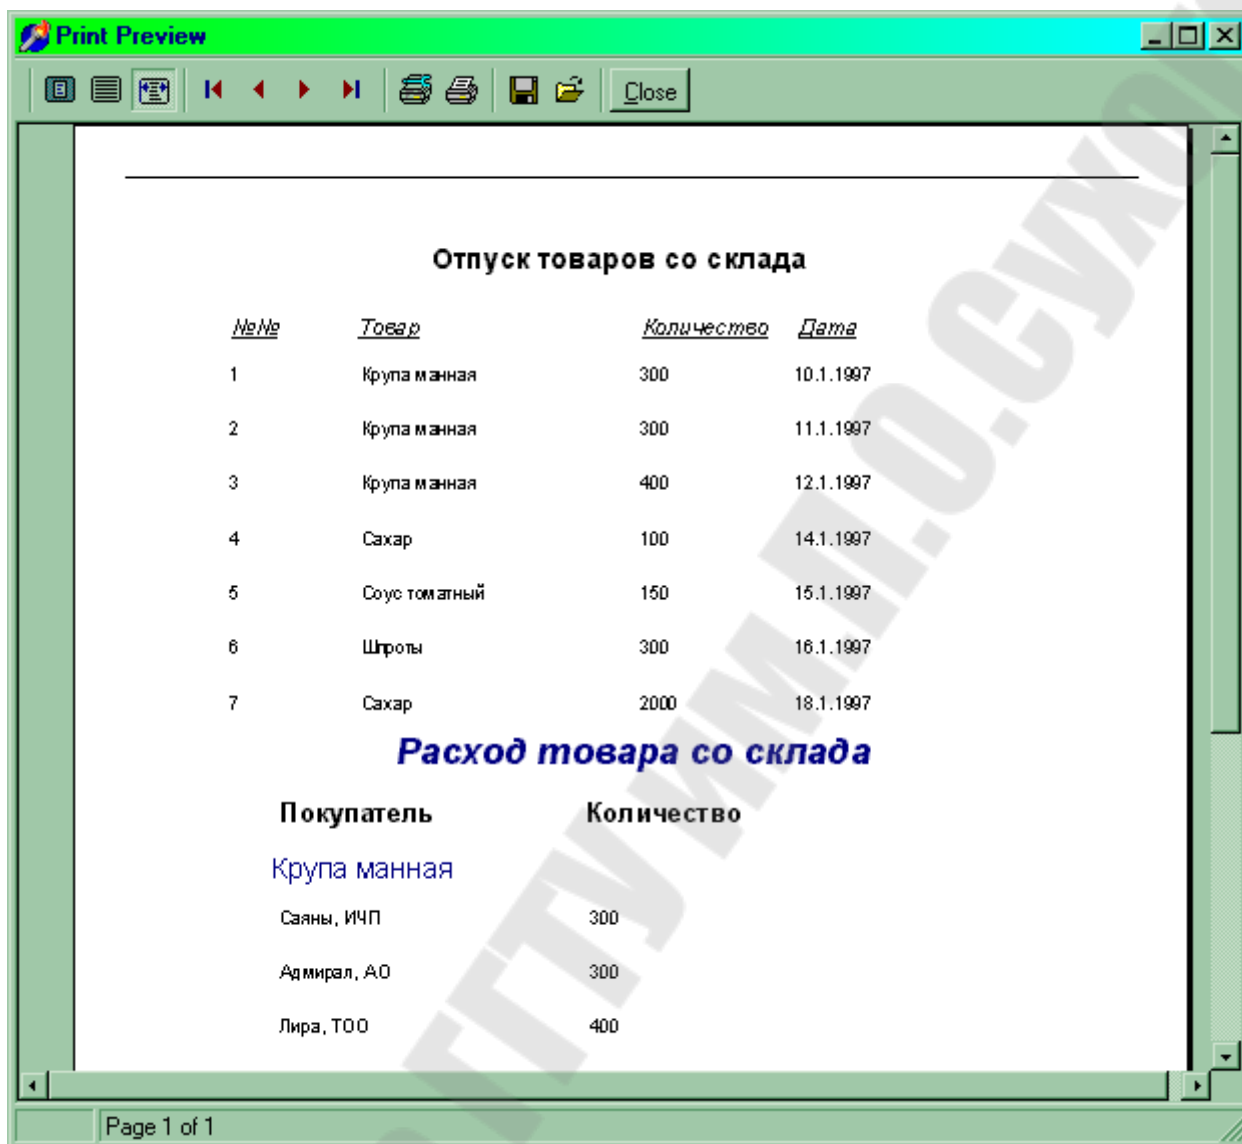 Print Preview
Close
Отпуск товаров со склада
№№ Товар Количество Дата
1 Крупа манная 300 10.1.1997
2 Крупа манная 300 11.1.1997
3 Крупа манная 400 12.1.1997
4 Сахар 100 14.1.1997
5 Соус томатный 150 15.1.1997
6 Шпроты 300 16.1.1997
7 Сахар 2000 18.1.1997
Расход товара со склада
Покупатель Количество
Крупа манная
Саяны, ИЧП 300
Адмирал, АО 300
Лира, ТОО 400
Page 1 of 1
ГГТУ им.П.О.Сухо